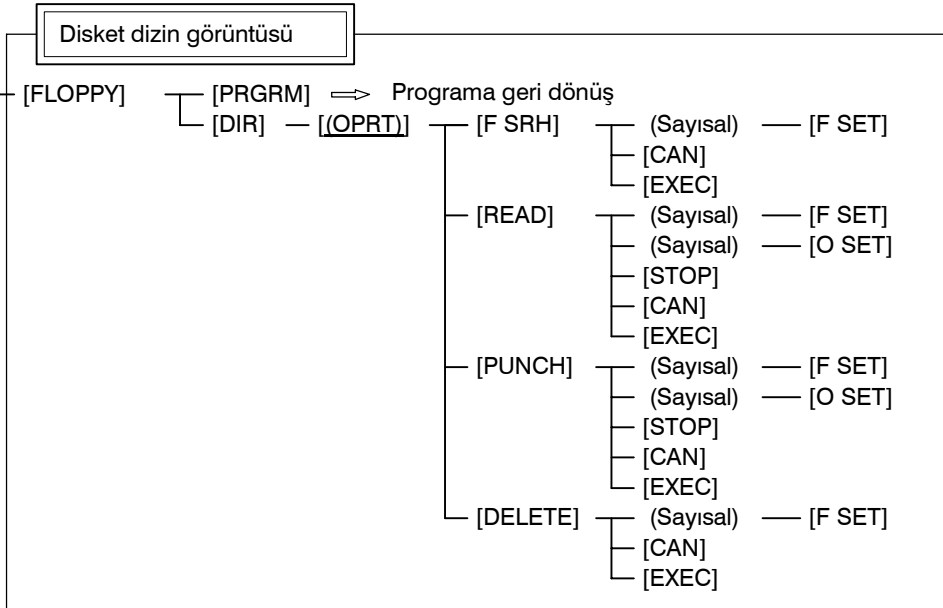 Disket dizin görüntüsü
[FLOPPY] [PRGRM] ⇨ Programa geri dönüş
[DIR] [(OPRT)] [F SRH] (Sayısal) [F SET]
[CAN]
[EXEC]
[READ] (Sayısal) [F SET]
(Sayısal) [O SET]
[STOP]
[CAN]
[EXEC]
[PUNCH] (Sayısal) [F SET]
(Sayısal) [O SET]
[STOP]
[CAN]
[EXEC]
[DELETE] (Sayısal) [F SET]
[CAN]
[EXEC]